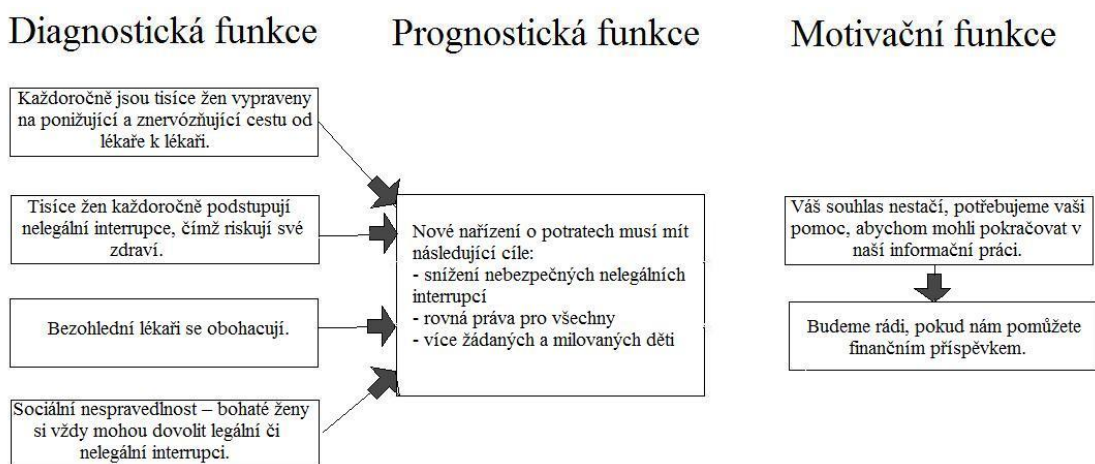 Diagnostická funkce
Prognostická funkce
Motivační funkce
Každoročně jsou tisíce žen vypraveny
na ponižující a znervózňující cestu od
lékaře k lékaři.
Tisíce žen každoročně podstupují
nelegální interrupce, čímž riskují své
zdraví.
Bezohlední lékaři se obohacují.
Sociální nespravedlnost – bohaté ženy
si vždy mohou dovolit legální či
nelegální interrupci.
Nové nařízení o potratech musí mít
následující cíle:
- snížení nebezpečných nelegálních
interrupcí
- rovná práva pro všechny
- více žádaných a milovaných děti
Váš souhlas nestačí, potřebujeme vaši
pomoc, abychom mohli pokračovat v
naší informační práci.
Budeme rádi, pokud nám pomůžete
finančním příspěvkem.